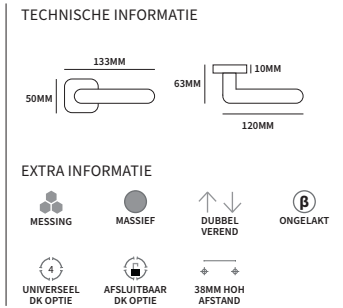 TECHNISCHE INFORMATIE
133MM
50MM
10MM
63MM
120MM
EXTRA INFORMATIE
MESSING
MASSIEF
DUBBEL
VEREND
β
ONGELAKT
4
UNIVERSEEL
DK OPTIE
AFSLUITBAAR
DK OPTIE
38MM HOH
AFSTAND